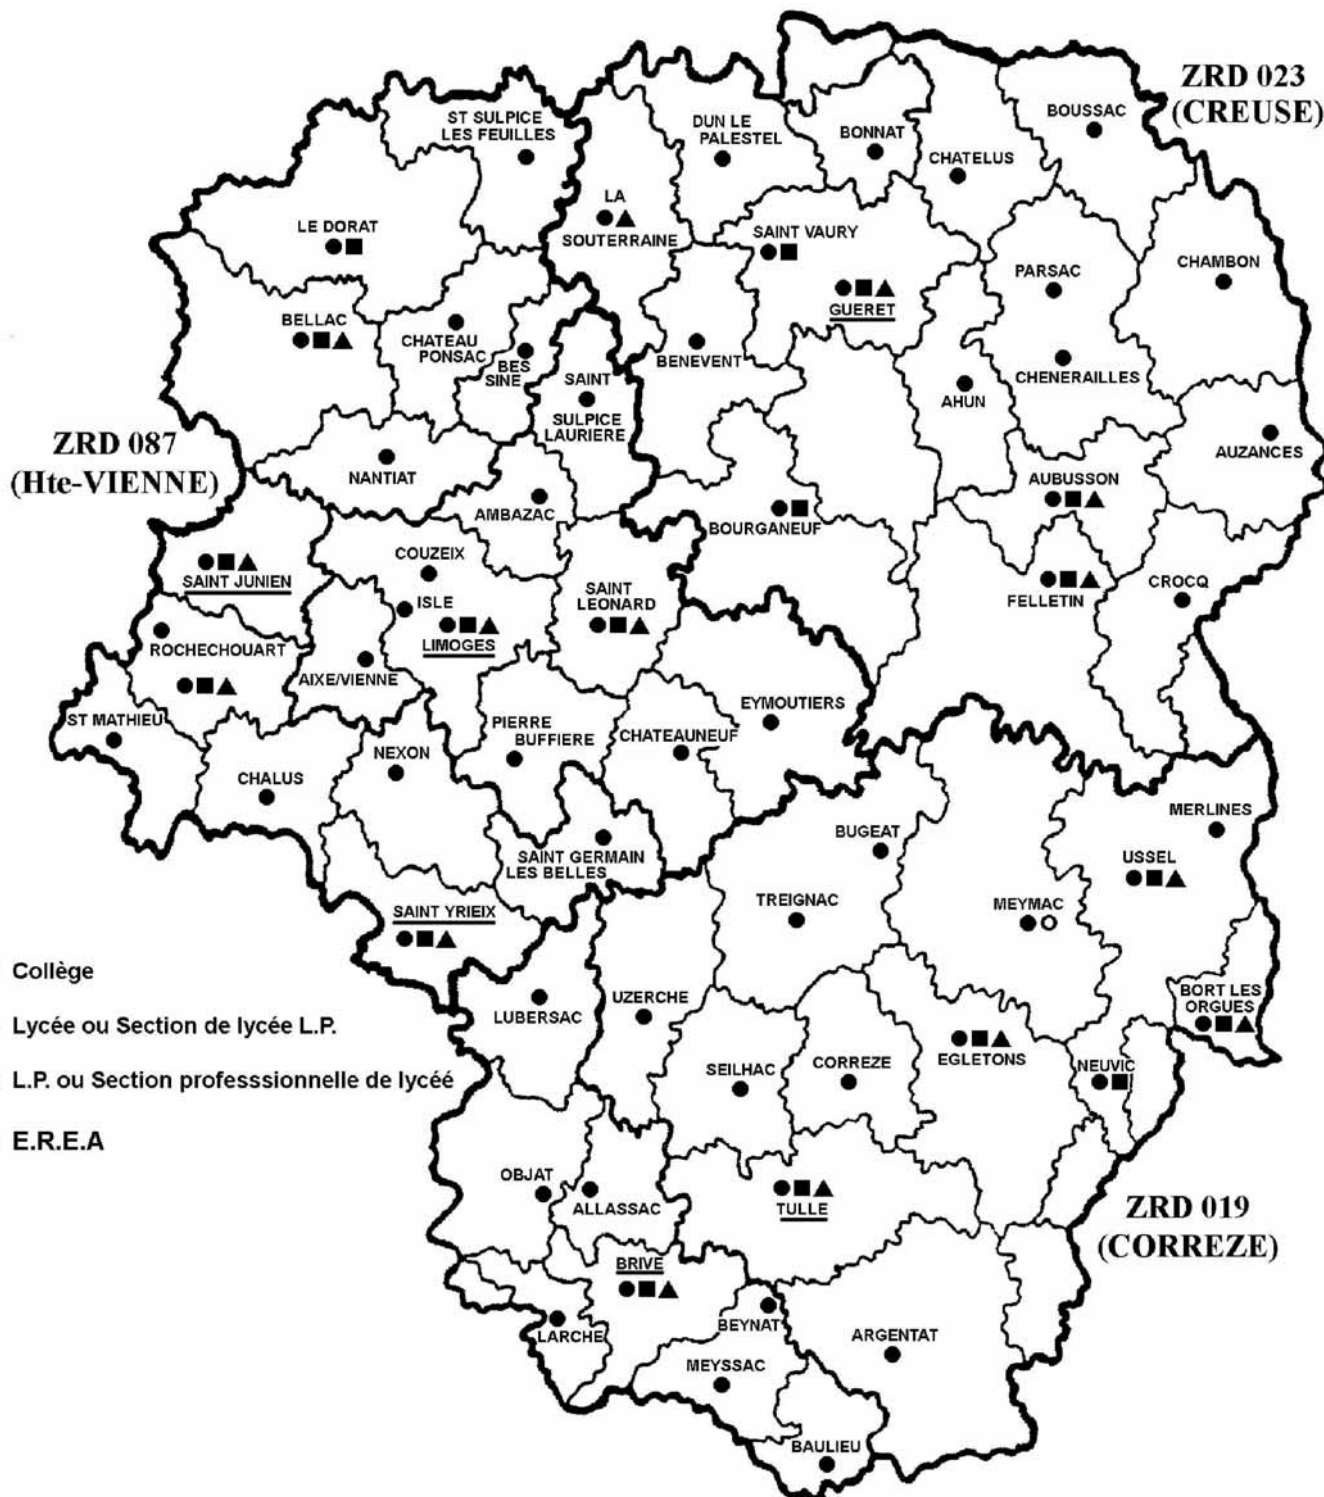 ZRD 023
(CREUSE)
ST SULPICE
LES FEUILLES
DUN LE
PALESTEL
BONNAT
BOUSSAC
CHATELUS
LA
SOUTERRAINE
LE DORAT
SAINT VAURY
PARSAC
CHAMBON
GUERET
BELLAC
CHATEAU
PONSAC
BES
SINE
BENEVENT
SAINT
SULPICE
LAURIERE
CHENERAILLES
AHUN
ZRD 087
(Hte-VIENNE)
AUZANCES
NANTIAT
AUBUSSON
AMBAZAC
BOURGANEUF
COUZEIX
SAINT JUNIEN
SAINT
LEONARD
FELLETIN
CROCQ
ISLE
LIMOGES
ROCHECHOUART
AIXE/VIENNE
ST MATHIEU
EYMOUTIERS
PIERRE
BUFFIERE
CHATEAUNEUF
NEXON
CHALUS
MERLINES
BUGEAT
SAINT GERMAIN
LES BELLES
USSEL
TREIGNAC
MEYMAC
SAINT YRIEIX
Collège
BORT LES
ORGUES
UZERCHE
LUBERSAC
Lycée ou Section de lycée L.P.
EGLETONS
SEILHAC
CORREZE
NEUVIC
L.P. ou Section professsionnelle de lycéé
E.R.E.A
OBJAT
ALLASSAC
TULLE
ZRD 019
(CORREZE)
BRIVE
BEYNAT
LARCHE
ARGENTAT
MEYSSAC
BAULIEU